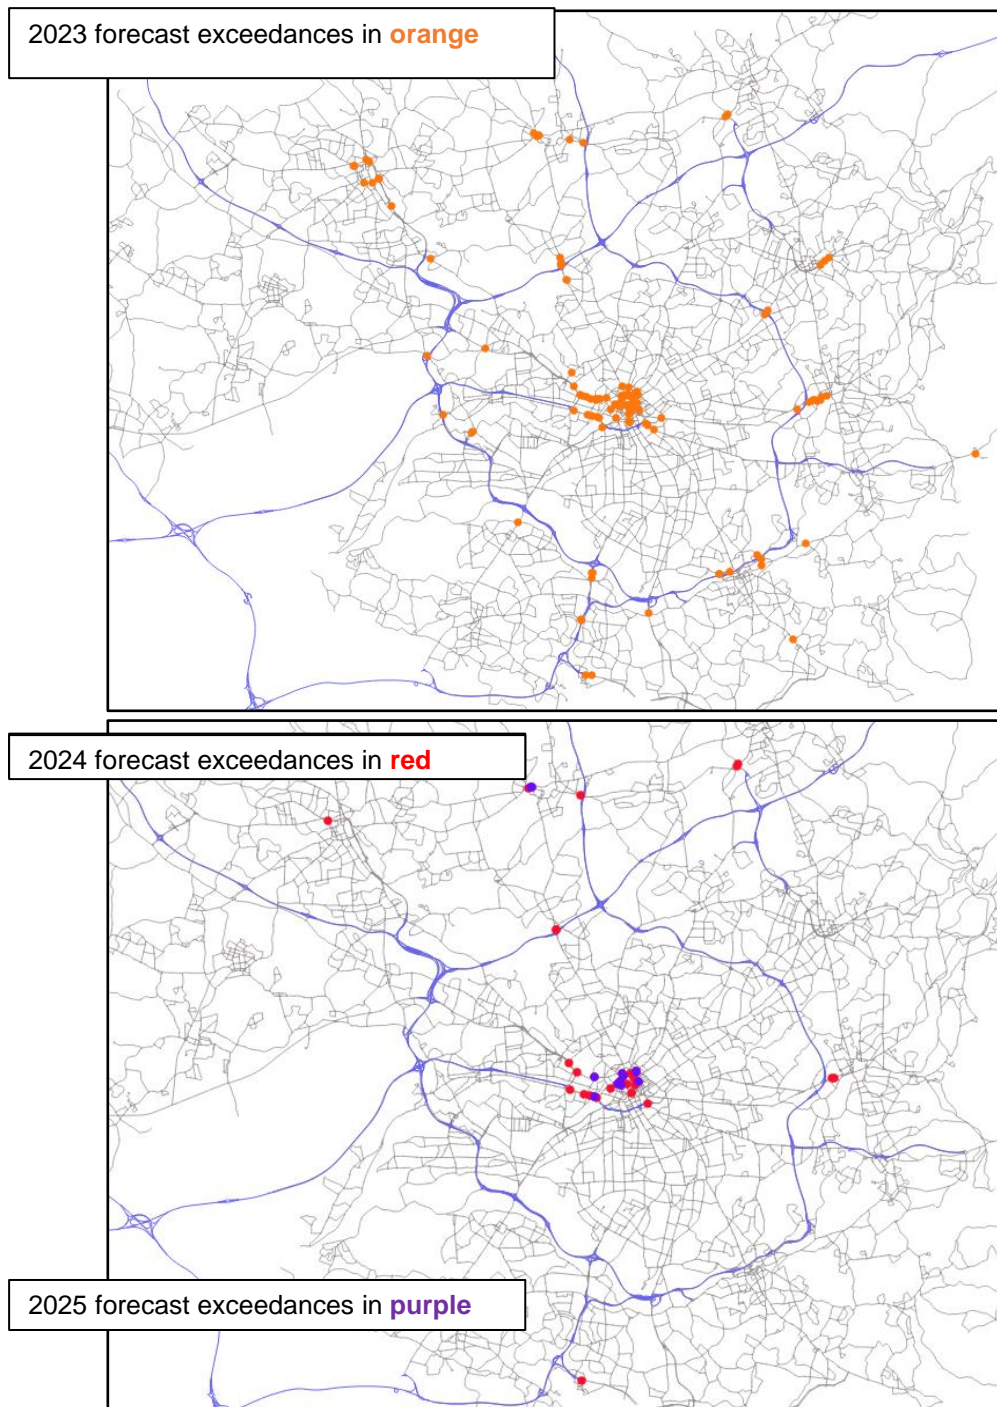 2023 forecast exceedances in orange
2024 forecast exceedances in red
2025 forecast exceedances in purple